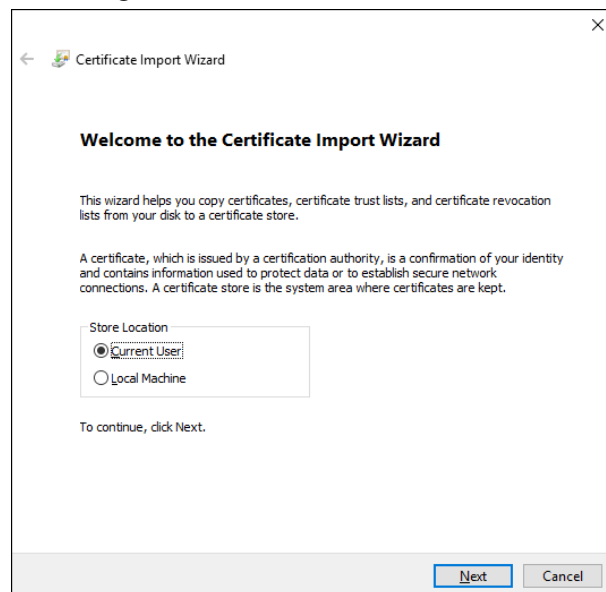 Certificate Import Wizard
Welcome to the Certificate Import Wizard
This wizard helps you copy certificates, certificate trust lists, and certificate revocation
lists from your disk to a certificate store.
A certificate, which is issued by a certification authority, is a confirmation of your identity
and contains information used to protect data or to establish secure network
connections. A certificate store is the system area where certificates are kept.
Store Location
Current User
Local Machine
To continue, click Next.
Next Cancel